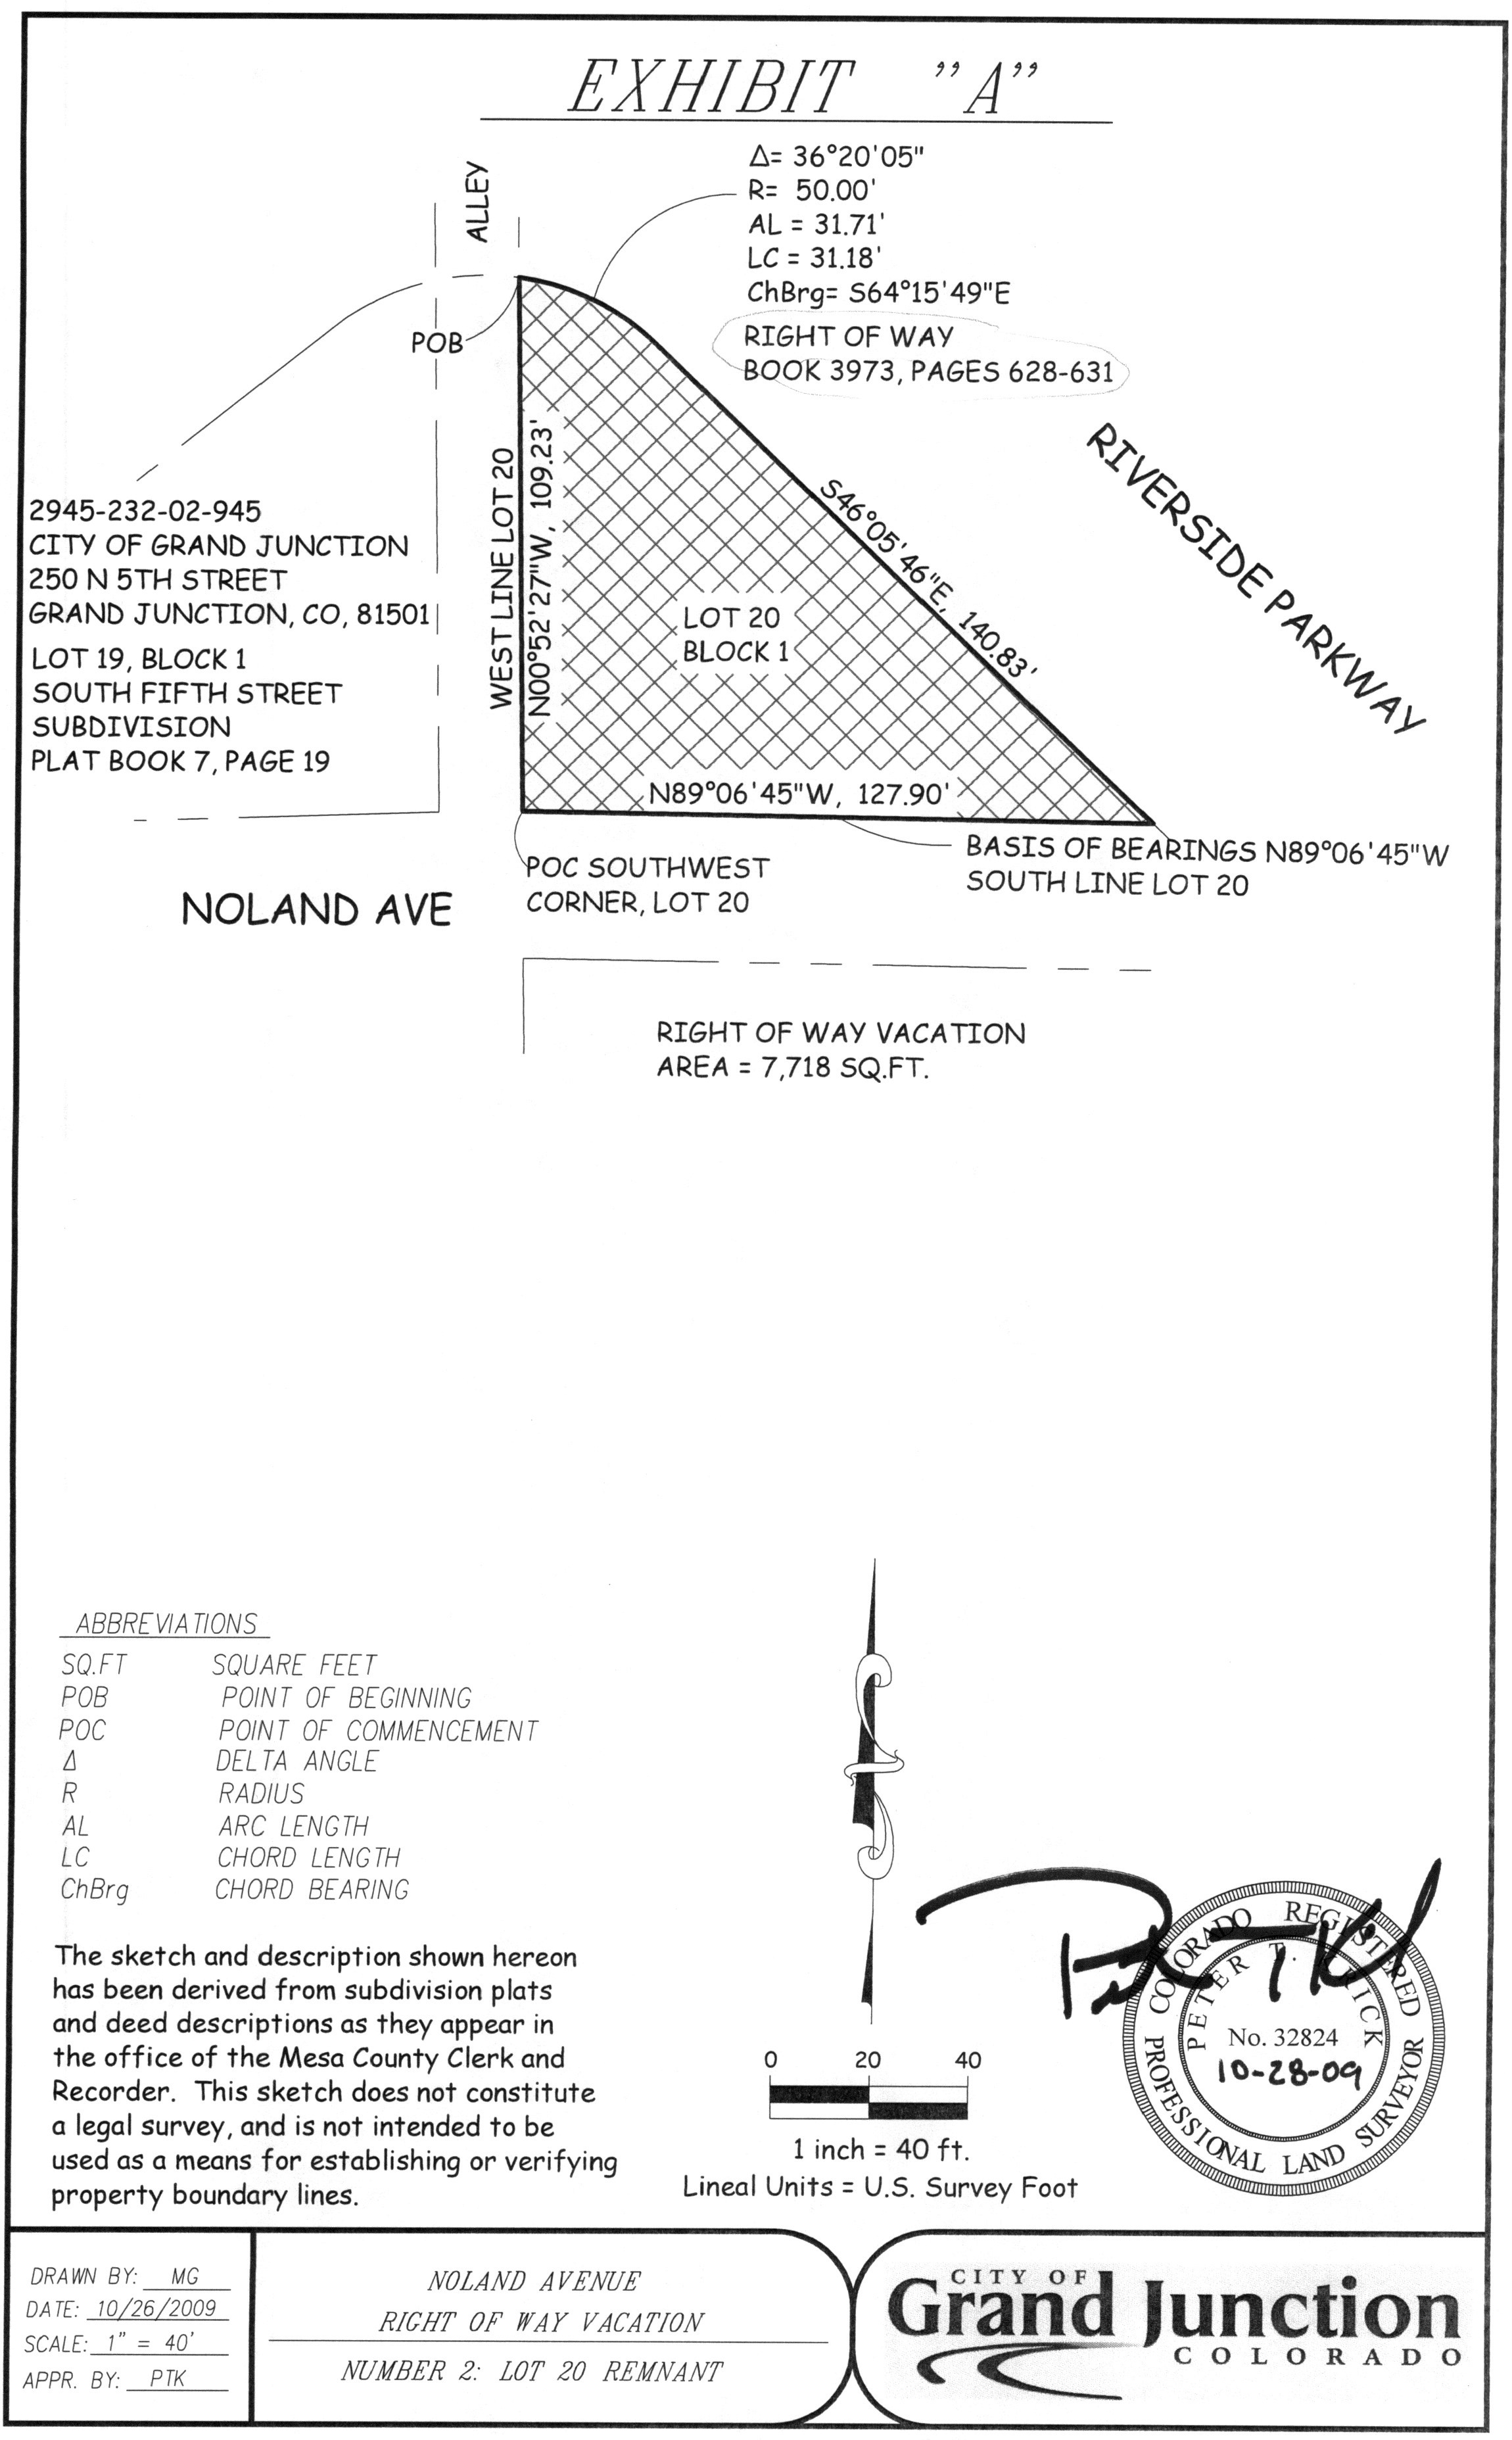 EXHIBIT "A"
ALLEY
Δ= 36°20'05"
R= 50.00'
AL = 31.71'
LC = 31.18'
ChBrg= S64°15'49"E
RIGHT OF WAY
BOOK 3973, PAGES 628-631
POB
RIVERSIDE PARKWAY
2945-232-02-945
CITY OF GRAND JUNCTION
250 N 5TH STREET
GRAND JUNCTION, CO, 81501
LOT 19, BLOCK 1
SOUTH FIFTH STREET
SUBDIVISION
PLAT BOOK 7, PAGE 19
WEST LINE LOT 20
N00°52'27"W, 109.23'
S46°05'46"E, 140.83'
LOT 20
BLOCK 1
N89°06'45"W, 127.90'
BASIS OF BEARINGS N89°06'45"W
SOUTH LINE LOT 20
POC SOUTHWEST
CORNER, LOT 20
NOLAND AVE
RIGHT OF WAY VACATION
AREA = 7,718 SQ.FT.
ABBREVIATIONS
SQ.FT SQUARE FEET
POB POINT OF BEGINNING
POC POINT OF COMMENCEMENT
Δ DELTA ANGLE
R RADIUS
AL ARC LENGTH
LC CHORD LENGTH
ChBrg CHORD BEARING
The sketch and description shown hereon
has been derived from subdivision plats
and deed descriptions as they appear in
the office of the Mesa County Clerk and
Recorder. This sketch does not constitute
a legal survey, and is not intended to be
used as a means for establishing or verifying
property boundary lines.
0 20 40
1 inch = 40 ft.
Lineal Units = U.S. Survey Foot
COLORADO REGISTERED
PETER T. KRICK
No. 32824
10-28-09
PROFESSIONAL LAND SURVEYOR
DRAWN BY: MG
DATE: 10/26/2009
SCALE: 1" = 40'
APPR. BY: PTK
NOLAND AVENUE
RIGHT OF WAY VACATION
NUMBER 2: LOT 20 REMNANT
CITY OF
Grand Junction
COLORADO